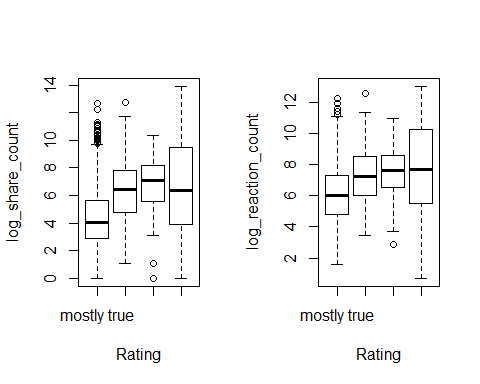 log_share_count
14
10
8
6
4
2
0
mostly true
Rating
log_reaction_count
12
10
8
6
4
2
mostly true
Rating